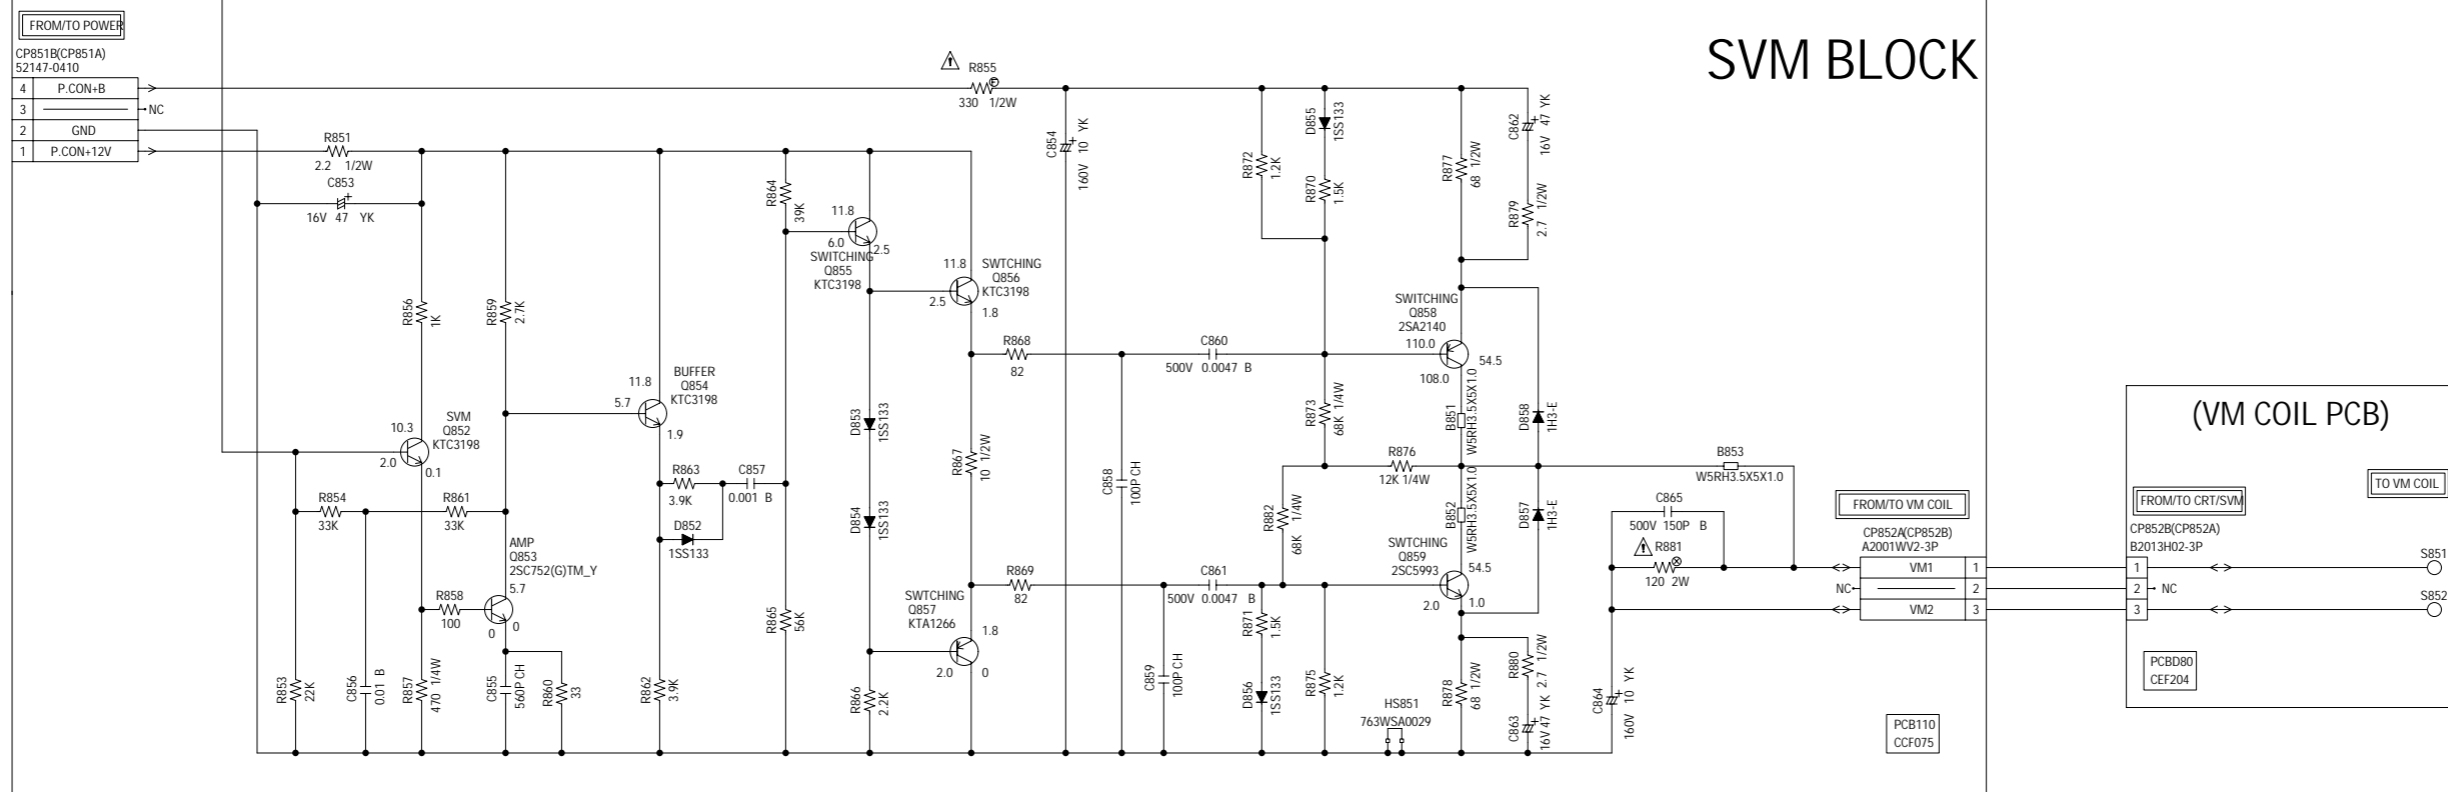 SVM BLOCK
FROM/TO POWER
CP851B(CP851A)
52147-0410
4 P.CON+B
3 NC
2 GND
1 P.CON+12V
R851
2.2 1/2W
C853
16V 47 YK
R855
330 1/2W
C854
160V 10 YK
R856
1K
R859
2.7K
R864
39K
11.8
6.0
2.5
SWITCHING
Q855
KTC3198
11.8
SWTCHING
Q856
KTC3198
2.5
1.8
R872
1.2K
D855
1SS133
R870
1.5K
R877
68 1/2W
C862
16V 47 YK
R879
2.7 1/2W
SWITCHING
Q858
2SA2140
110.0
54.5
108.0
BUFFER
Q854
KTC3198
11.8
5.7
1.9
SVM
Q852
KTC3198
10.3
2.0
0.1
R854
33K
R861
33K
R863
3.9K
C857
0.001 B
D852
1SS133
AMP
Q853
2SC752(G)TM_Y
5.7
R858
100
0
0
D853
1SS133
D854
1SS133
R867
10 1/2W
R868
82
C860
500V 0.0047 B
C858
100P CH
R873
68K 1/4W
R876
12K 1/4W
R882
68K 1/4W
B851
W5RH3.5X5X1.0
B852
W5RH3.5X5X1.0
D858
1H3-E
D857
1H3-E
B853
W5RH3.5X5X1.0
C865
500V 150P B
R881
120 2W
SWTCHING
Q859
2SC5993
54.5
2.0
1.0
SWTCHING
Q857
KTA1266
1.8
2.0
0
R869
82
C861
500V 0.0047 B
R853
22K
C856
0.01 B
R857
470 1/4W
C855
560P CH
R860
33
R862
3.9K
R865
56K
R866
2.2K
C859
100P CH
R871
1.5K
D856
1SS133
R875
1.2K
HS851
763WSA0029
R878
68 1/2W
R880
2.7 1/2W
C863
16V 47 YK
C864
160V 10 YK
FROM/TO VM COIL
CP852A(CP852B)
A2001WV2-3P
VM1 1
NC 2
VM2 3
PCB110
CCF075
(VM COIL PCB)
TO VM COIL
FROM/TO CRT/SVM
CP852B(CP852A)
B2013H02-3P
1
2 NC
3
S851
S852
PCBD80
CEF204